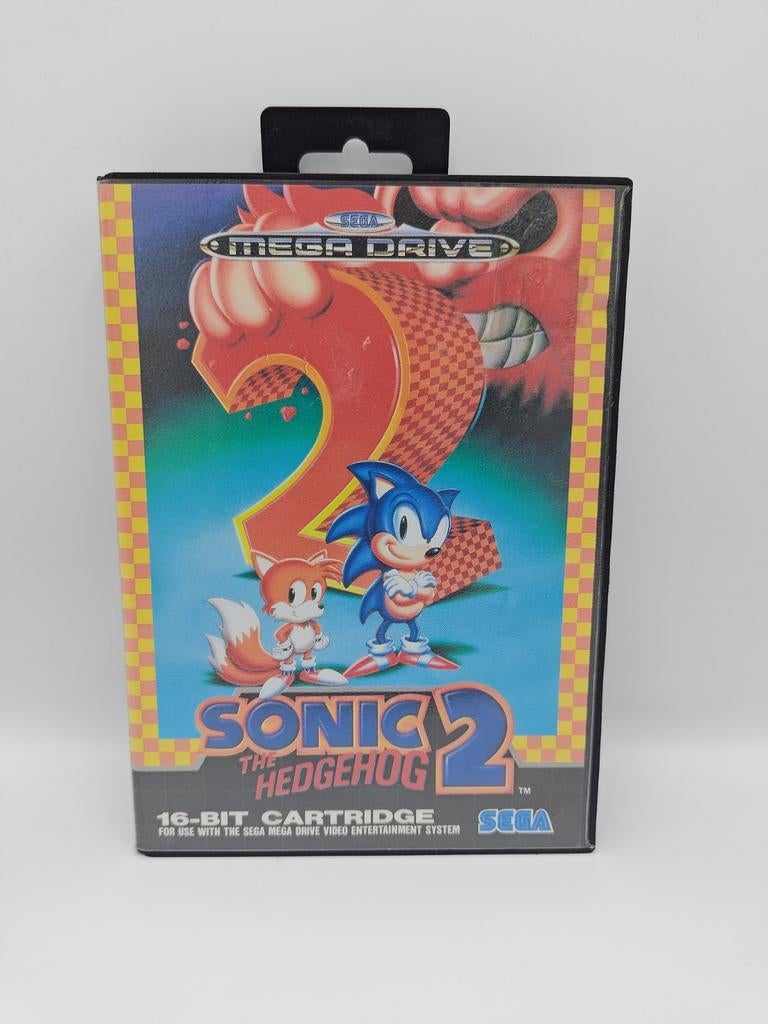 SEGA
MEGA DRIVE
2
SONIC
THE
HEDGEHOG
2
TM
16-BIT CARTRIDGE
FOR USE WITH THE SEGA MEGA DRIVE VIDEO ENTERTAINMENT SYSTEM
SEGA